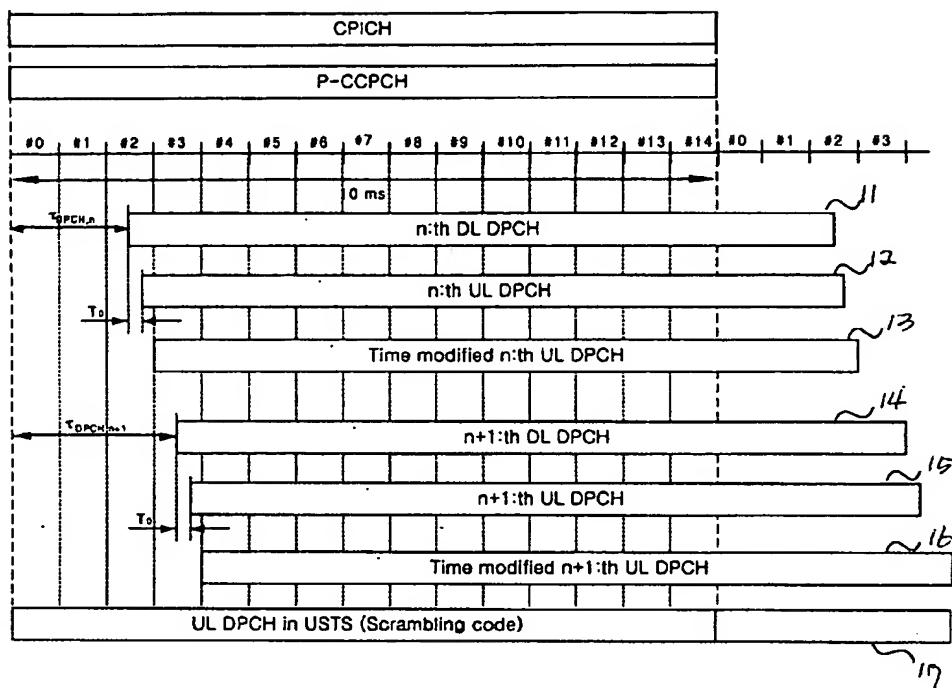 CPICH
P-CCPCH
#0 #1 #2 #3 #4 #5 #6 #7 #8 #9 #10 #11 #12 #13 #14 #0 #1 #2 #3
10 ms
τDPCH,n
n:th DL DPCH
11
n:th UL DPCH
12
T0
Time modified n:th UL DPCH
13
τDPCH,n+1
n+1:th DL DPCH
14
n+1:th UL DPCH
15
T0
Time modified n+1:th UL DPCH
16
UL DPCH in USTS (Scrambling code)
17